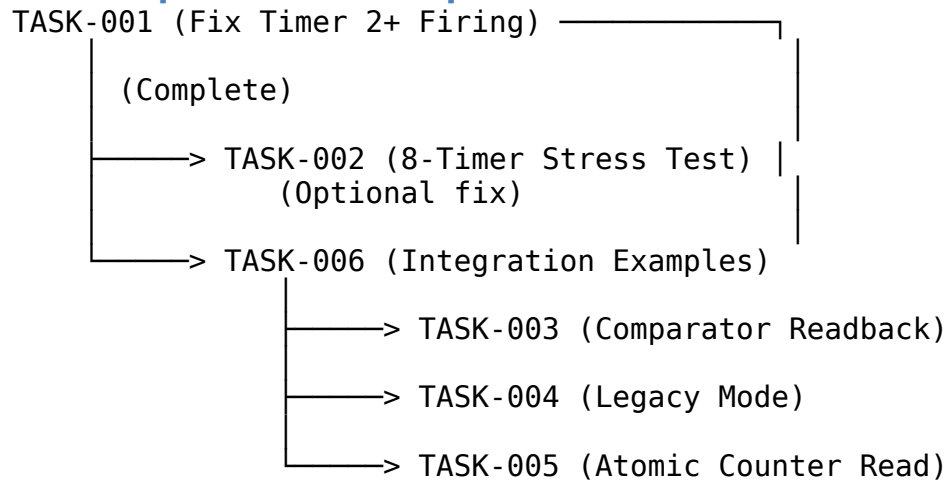 TASK-001 (Fix Timer 2+ Firing)
(Complete)
> TASK-002 (8-Timer Stress Test)
(Optional fix)
> TASK-006 (Integration Examples)
> TASK-003 (Comparator Readback)
> TASK-004 (Legacy Mode)
> TASK-005 (Atomic Counter Read)